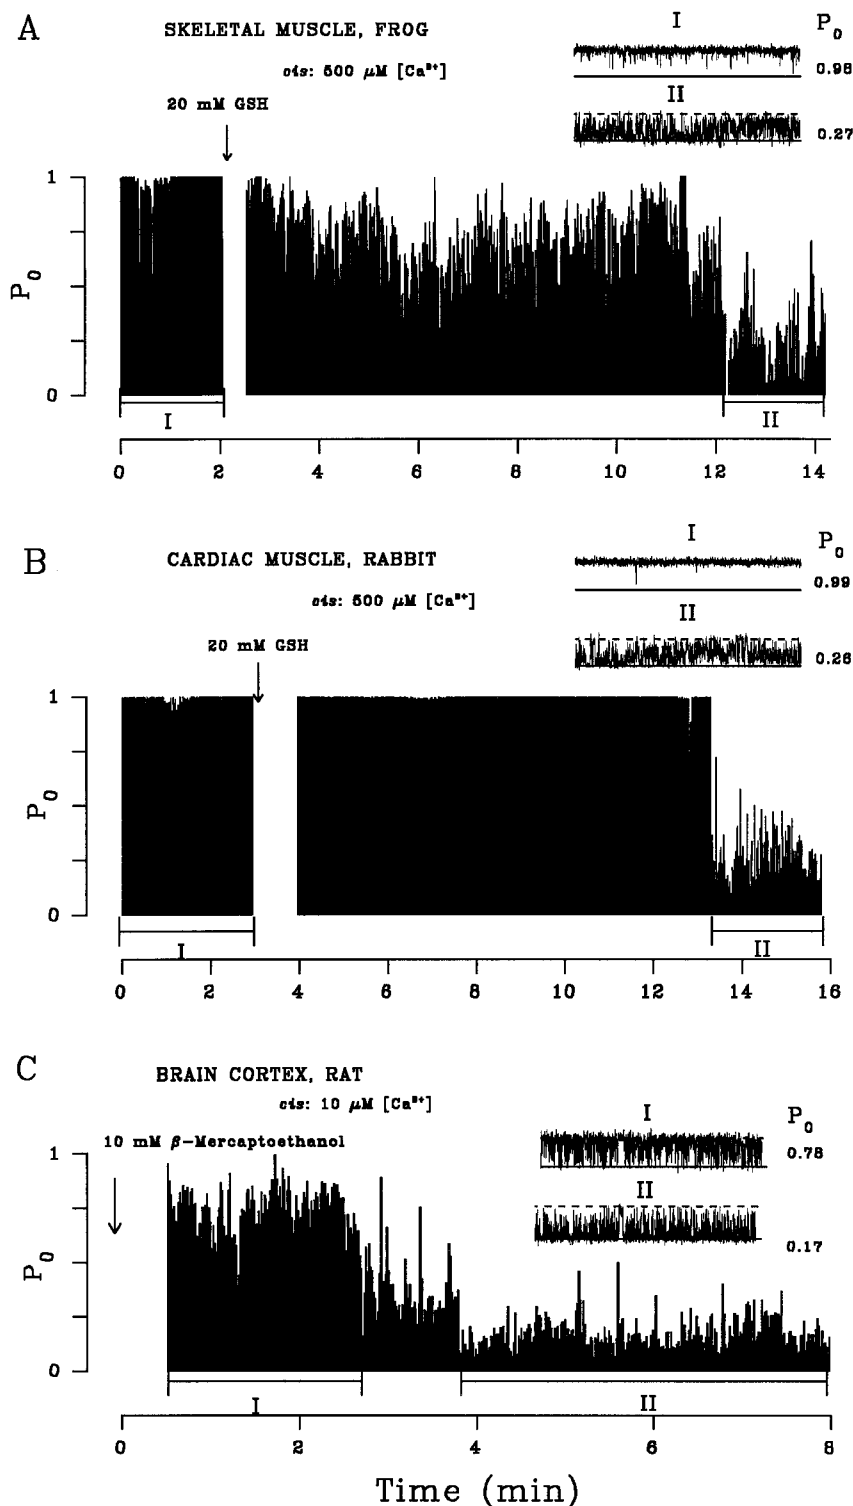 A
SKELETAL MUSCLE, FROG
cis: 500 μM [Ca²⁺]
20 mM GSH
I
P₀
0.98
II
0.27
1
P₀
0
I
II
0 2 4 6 8 10 12 14
B
CARDIAC MUSCLE, RABBIT
cis: 500 μM [Ca²⁺]
20 mM GSH
I
P₀
0.99
II
0.26
1
P₀
0
I
II
0 2 4 6 8 10 12 14 16
C
BRAIN CORTEX, RAT
cis: 10 μM [Ca²⁺]
10 mM β-Mercaptoethanol
I
P₀
0.78
II
0.17
1
P₀
0
I
II
0 2 4 6 8
Time (min)